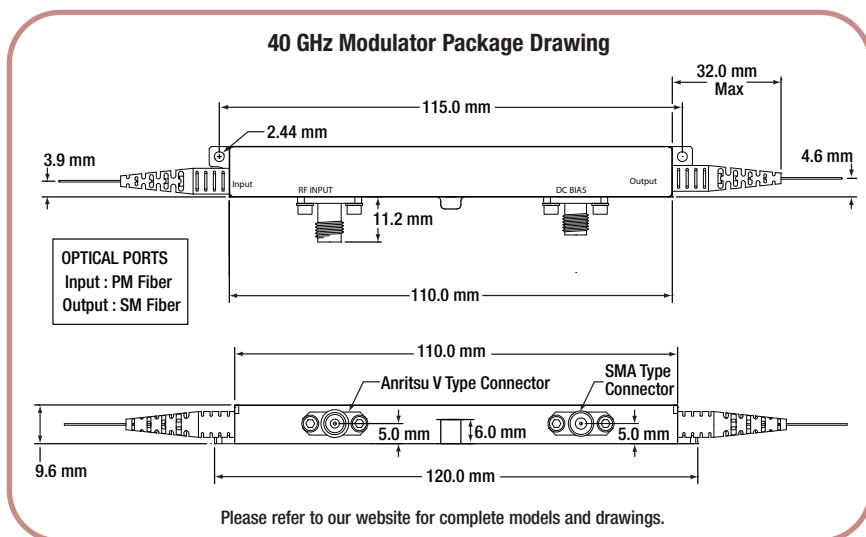 40 GHz Modulator Package Drawing
32.0 mm
Max
115.0 mm
2.44 mm
3.9 mm
4.6 mm
Input
RF INPUT
DC BIAS
Output
11.2 mm
OPTICAL PORTS
Input : PM Fiber
Output : SM Fiber
110.0 mm
110.0 mm
Anritsu V Type Connector
SMA Type
Connector
5.0 mm
6.0 mm
5.0 mm
9.6 mm
120.0 mm
Please refer to our website for complete models and drawings.